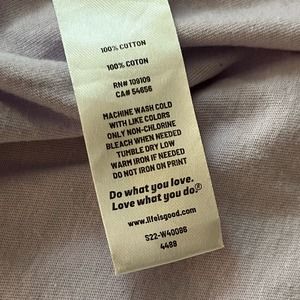 100% COTTON
100% COTON
RN# 109109
CA# 54656
MACHINE WASH COLD
WITH LIKE COLORS
ONLY NON-CHLORINE
BLEACH WHEN NEEDED
TUMBLE DRY LOW
WARM IRON IF NEEDED
DO NOT IRON ON PRINT
Do what you love.
Love what you do.®
www.lifeisgood.com
S22-W40086
4489